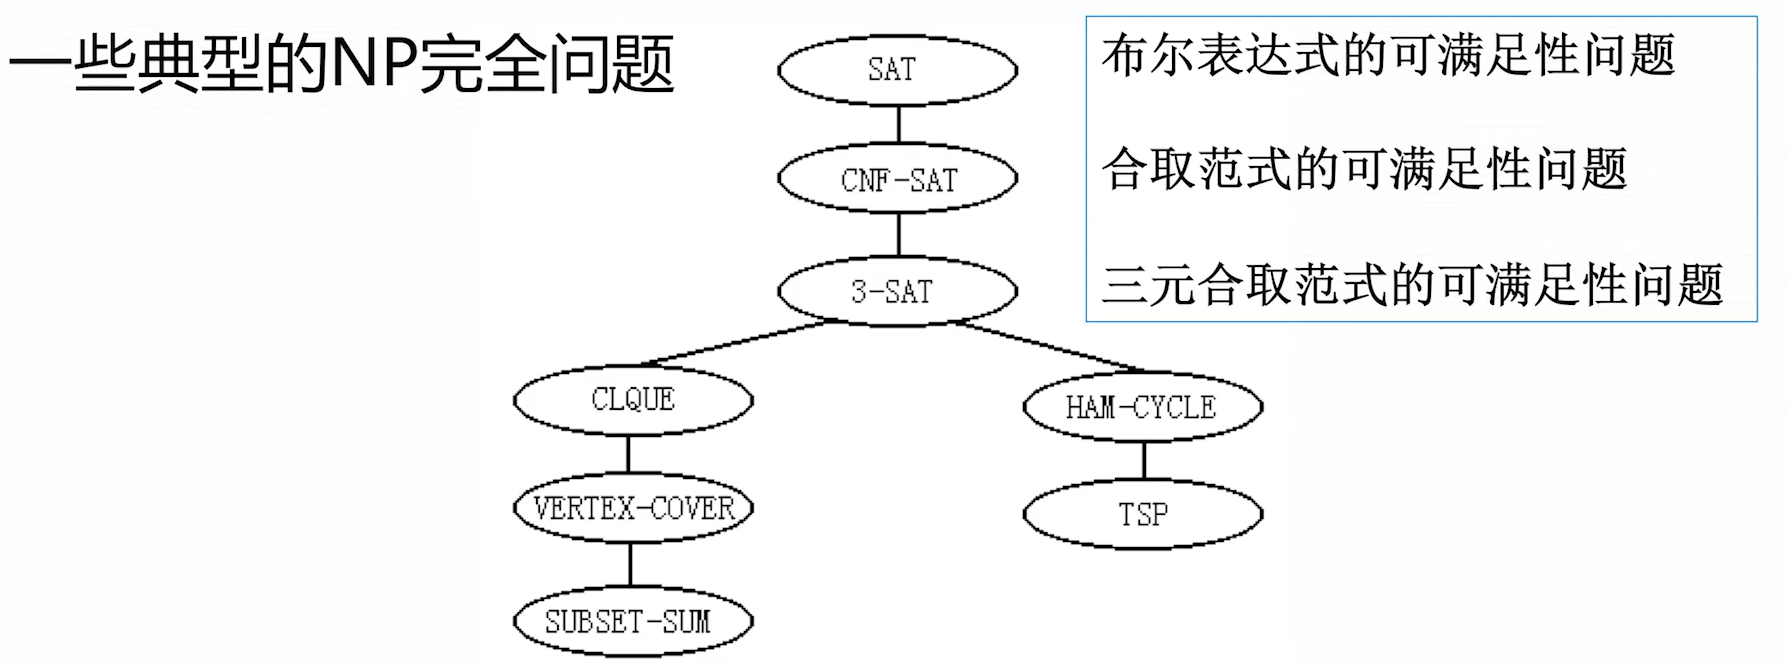 一些典型的NP完全问题
SAT
布尔表达式的可满足性问题
CNF-SAT
合取范式的可满足性问题
3-SAT
三元合取范式的可满足性问题
CLQUE
HAM-CYCLE
VERTEX-COVER
TSP
SUBSET-SUM